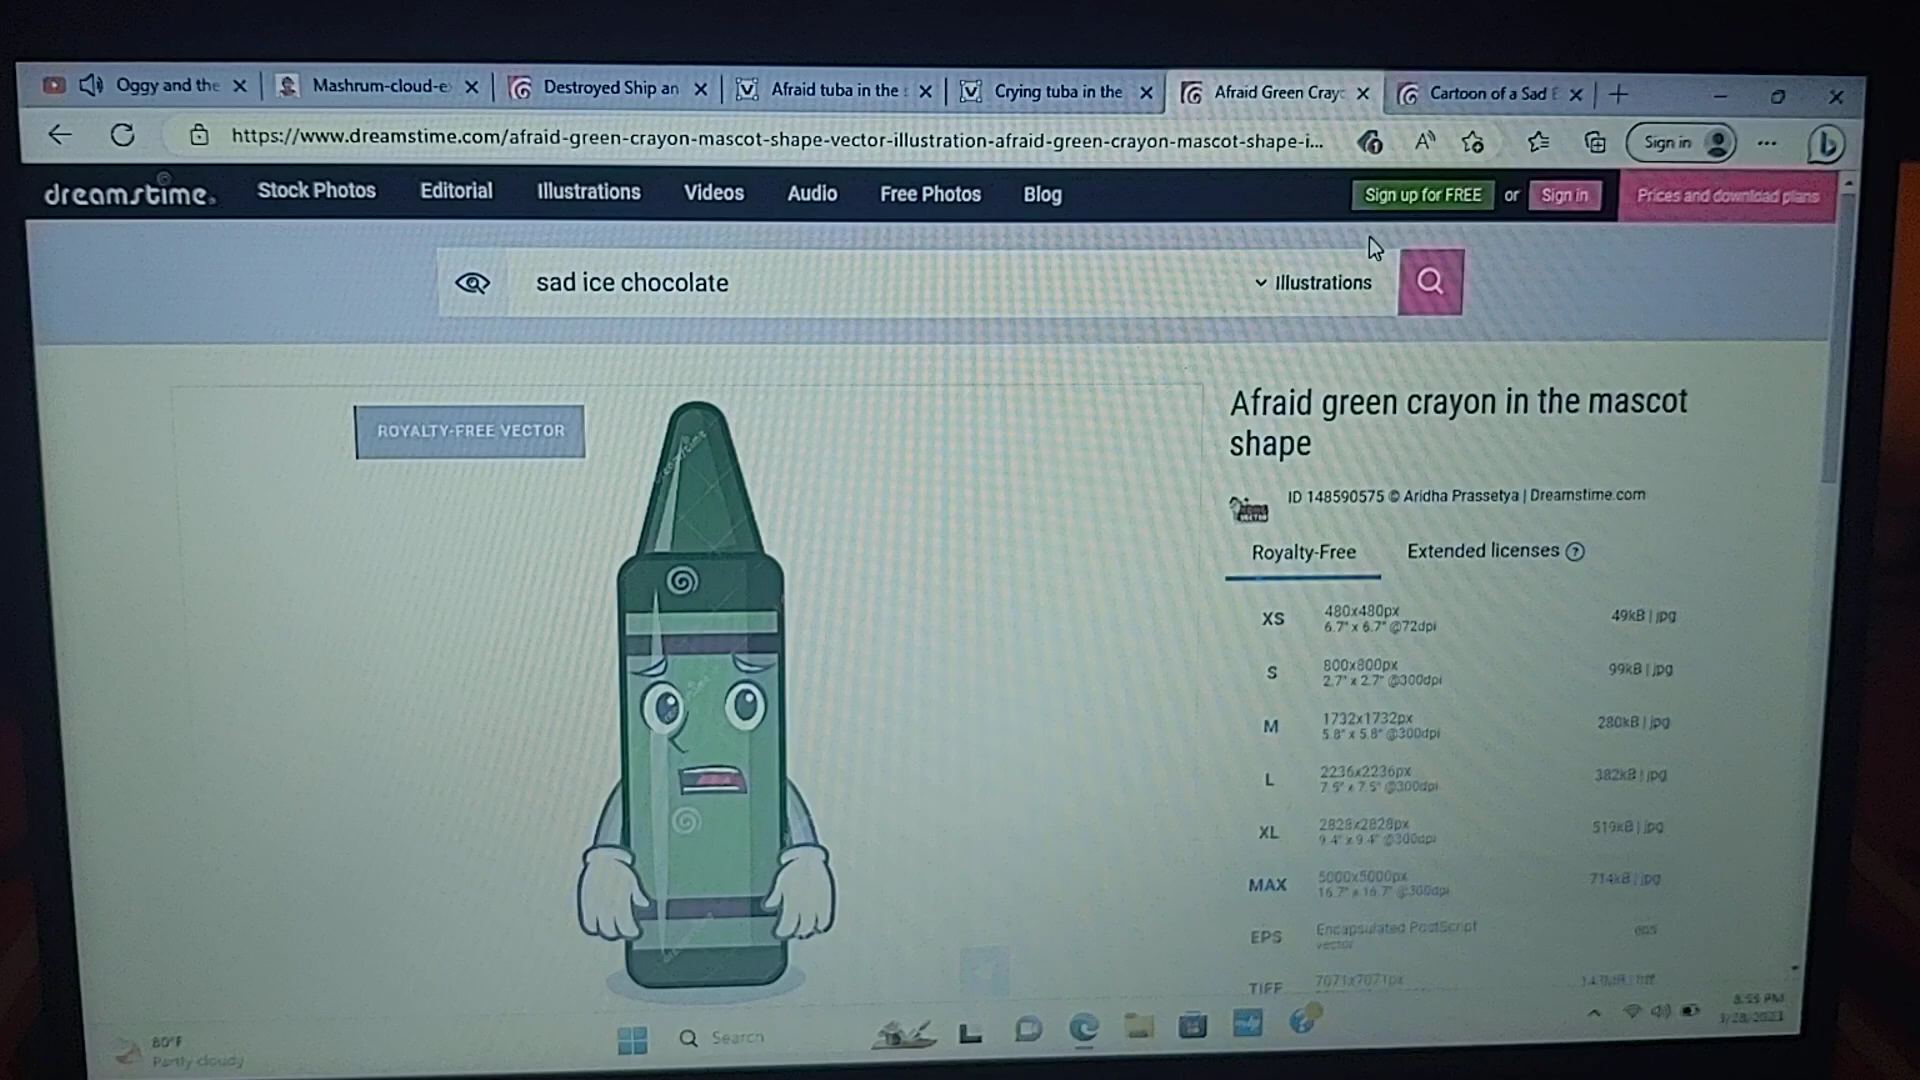 Oggy and the
Mashrum-cloud-e
Destroyed Ship an
Afraid tuba in the
Crying tuba in the
Afraid Green Crayo
Cartoon of a Sad
https://www.dreamstime.com/afraid-green-crayon-mascot-shape-vector-illustration-afraid-green-crayon-mascot-shape-i...
Sign in
dreamstime.
Stock Photos
Editorial
Illustrations
Videos
Audio
Free Photos
Blog
Sign up for FREE
or
Sign in
Prices and download plans
sad ice chocolate
Illustrations
ROYALTY-FREE VECTOR
Afraid green crayon in the mascot
shape
ID 148590575 © Aridha Prassetya | Dreamstime.com
Royalty-Free
Extended licenses ?
XS 480x480px 49kB | jpg
6.7" x 6.7" @72dpi
S 800x800px 99kB | jpg
2.7" x 2.7" @300dpi
M 1732x1732px 280kB | jpg
5.8" x 5.8" @300dpi
L 2236x2236px 382kB | jpg
7.5" x 7.5" @300dpi
XL 2828x2828px 519kB | jpg
9.4" x 9.4" @300dpi
MAX 5000x5000px 714kB | jpg
16.7" x 16.7" @300dpi
EPS Encapsulated PostScript
vector
TIFF 7071x7071px
80°F
Partly cloudy
Search
8:55 PM